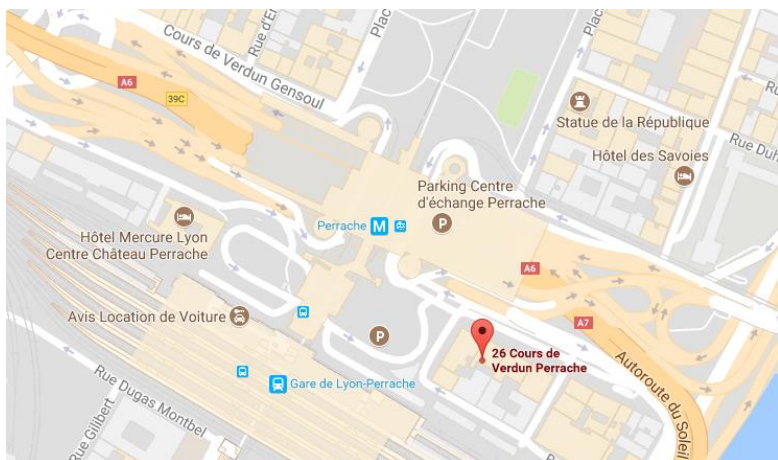 Cours de Verdun Gensoul
Rue d'E
Plac
Plac
A6
39C
Statue de la République
Rue Duh
Ru
Hôtel des Savoies
Parking Centre
d'échange Perrache
P
Perrache M
Hôtel Mercure Lyon
Centre Château Perrache
A6
Avis Location de Voiture
P
A7
26 Cours de
Verdun Perrache
Autoroute du Soleil
Gare de Lyon-Perrache
Rue Dugas Montbel
Rue Gilibert